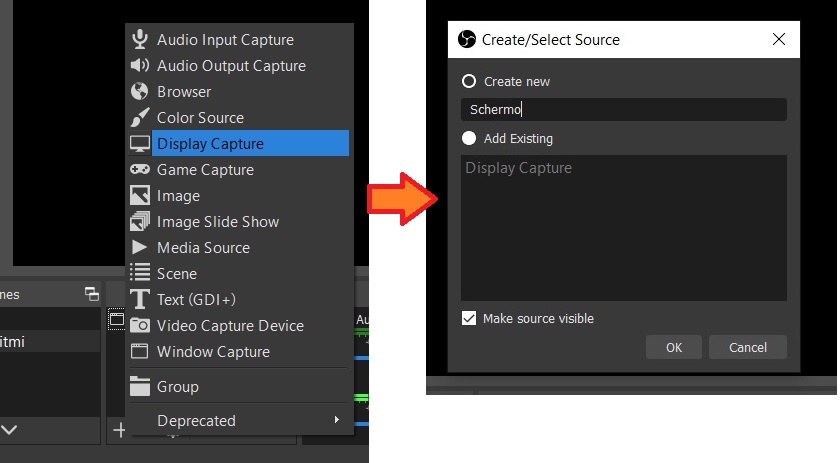 Audio Input Capture
Audio Output Capture
Browser
Color Source
Display Capture
Game Capture
Image
Image Slide Show
Media Source
Scene
Text (GDI+)
Video Capture Device
Window Capture
Group
Deprecated
nes
itmi
Au
Create/Select Source
Create new
Schermo
Add Existing
Display Capture
Make source visible
OK
Cancel